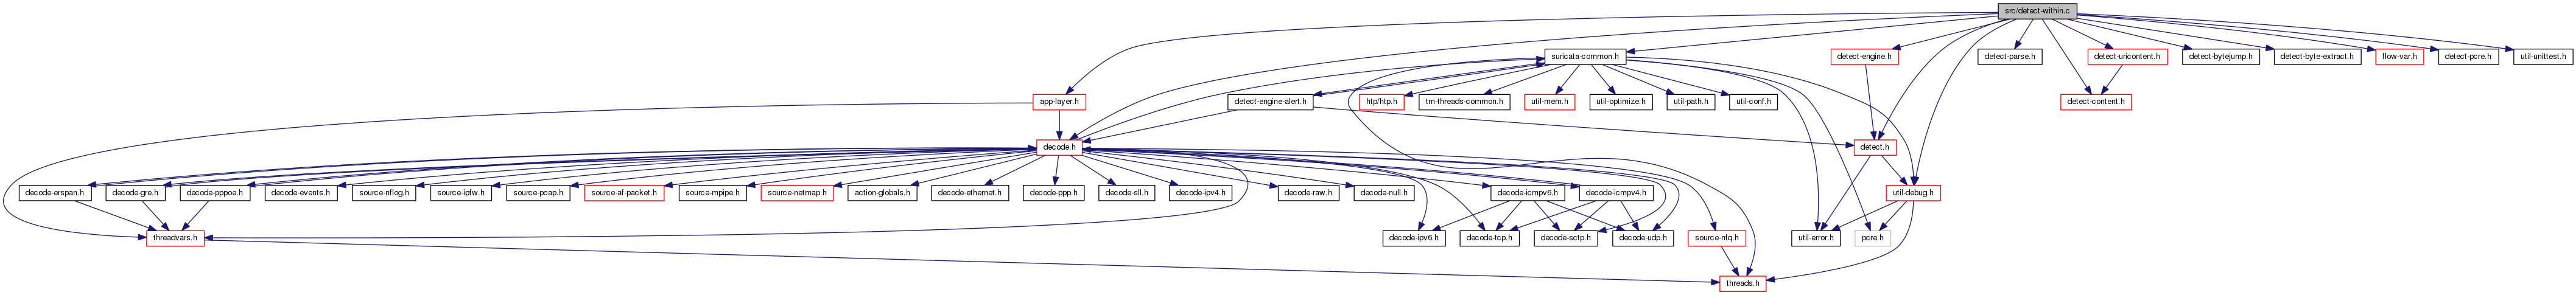 src/detect-within.c
suricata-common.h
detect-engine.h
detect-parse.h
detect-uricontent.h
detect-bytejump.h
detect-byte-extract.h
flow-var.h
detect-pcre.h
util-unittest.h
app-layer.h
detect-engine-alert.h
htp/htp.h
tm-threads-common.h
util-mem.h
util-optimize.h
util-path.h
util-conf.h
detect-content.h
decode.h
detect.h
decode-erspan.h
decode-gre.h
decode-pppoe.h
decode-events.h
source-nflog.h
source-ipfw.h
source-pcap.h
source-af-packet.h
source-mpipe.h
source-netmap.h
action-globals.h
decode-ethernet.h
decode-ppp.h
decode-sll.h
decode-ipv4.h
decode-raw.h
decode-null.h
decode-icmpv6.h
decode-icmpv4.h
util-debug.h
threadvars.h
decode-ipv6.h
decode-tcp.h
decode-sctp.h
decode-udp.h
source-nfq.h
util-error.h
pcre.h
threads.h